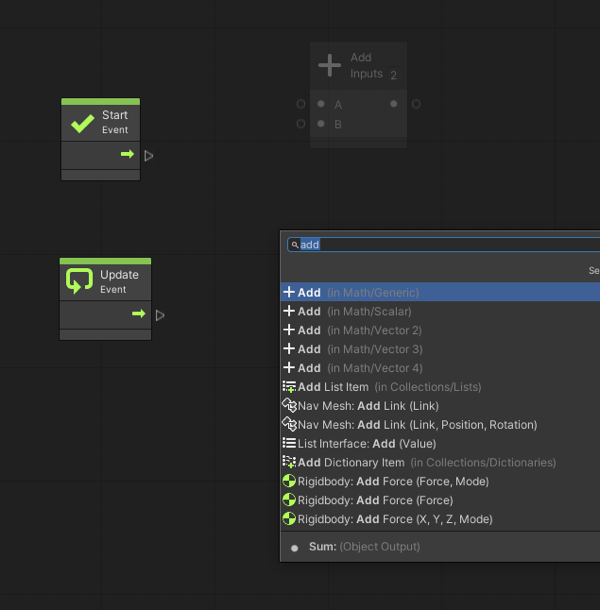 Add
Inputs 2
A
B
Start
Event
Update
Event
add
Se
Add (in Math/Generic)
Add (in Math/Scalar)
Add (in Math/Vector 2)
Add (in Math/Vector 3)
Add (in Math/Vector 4)
Add List Item (in Collections/Lists)
Nav Mesh: Add Link (Link)
Nav Mesh: Add Link (Link, Position, Rotation)
List Interface: Add (Value)
Add Dictionary Item (in Collections/Dictionaries)
Rigidbody: Add Force (Force, Mode)
Rigidbody: Add Force (Force)
Rigidbody: Add Force (X, Y, Z, Mode)
Sum: (Object Output)